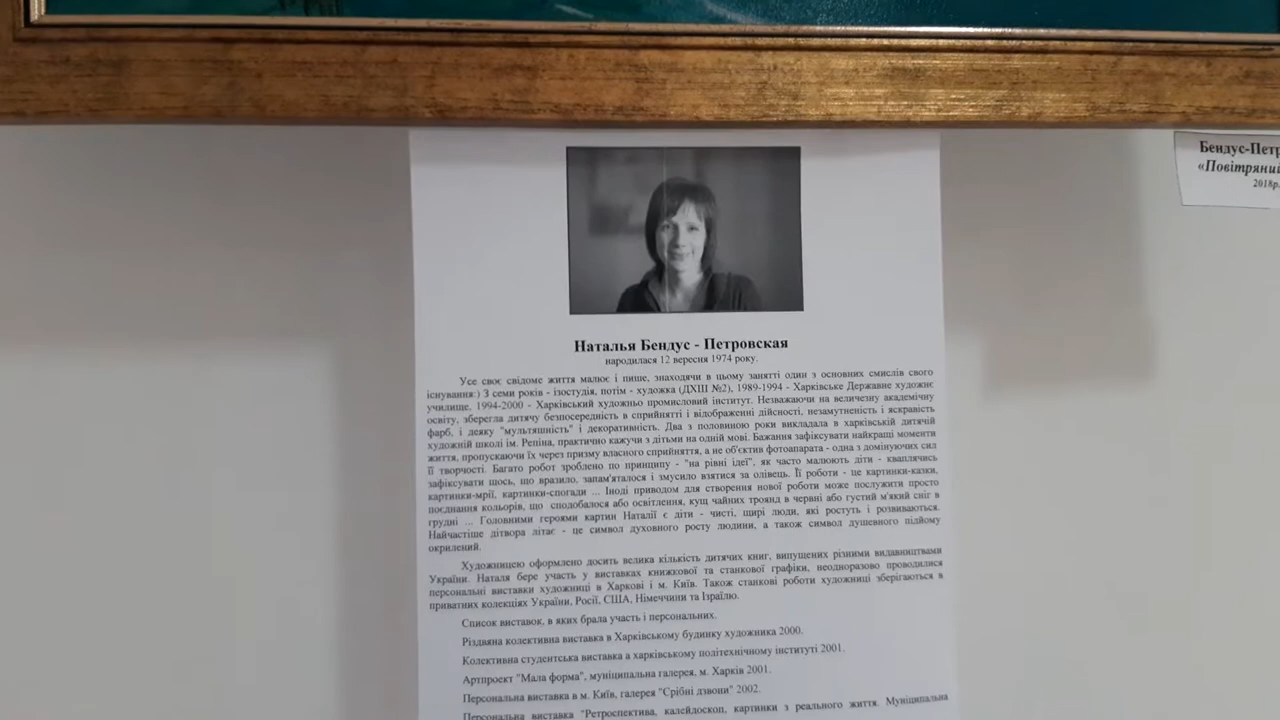 Бендус-Петр
«Повітряний
2018р.
Наталья Бендус - Петровская
народилася 12 вересня 1974 року.
Усе своє свідоме життя малює і пише, знаходячи в цьому занятті один з основних смислів свого
існування:) З семи років - ізостудія, потім - художка (ДХШ №2), 1989-1994 - Харківське Державне художнє
училище, 1994-2000 - Харківський художньо промисловий інститут. Незважаючи на величезну академічну
освіту, зберегла дитячу безпосередність в сприйнятті і відображенні дійсності, незамутненість і яскравість
фарб, і деяку "мультяшність" і декоративність. Два з половиною роки викладала в харківській дитячій
художній школі ім. Репіна, практично кажучи з дітьми на одній мові. Бажання зафіксувати найкращі моменти
життя, пропускаючи їх через призму власного сприйняття, а не об'єктив фотоапарата - одна з домінуючих сил
її творчості. Багато робот зроблено по принципу - "на рівні ідеї", як часто малюють діти - кваплячись
зафіксувати щось, що вразило, запам'яталося і змусило взятися за олівець. Її роботи - це картинки-казки,
картинки-мрії, картинки-спогади ... Іноді приводом для створення нової роботи може послужити просто
поєднання кольорів, що сподобалося або освітлення, кущ чайних троянд в червні або густий м'який сніг в
грудні ... Головними героями картин Наталії є діти - чисті, щирі люди, які ростуть і розвиваються.
Найчастіше дітвора літає - це символ духовного росту людини, а також символ душевного підйому
окрилений.
Художницею оформлено досить велика кількість дитячих книг, випущених різними видавництвами
України. Наталя бере участь у виставках книжкової та станкової графіки, неодноразово проводилися
персональні виставки художниці в Харкові і м. Київ. Також станкові роботи художниці зберігаються в
приватних колекціях України, Росії, США, Німеччини та Ізраїлю.
Список виставок, в яких брала участь і персональних.
Різдвяна колективна виставка в Харківському будинку художника 2000.
Колективна студентська виставка а харківському політехнічному інституті 2001.
Артпроект "Мала форма", муніципальна галерея, м. Харків 2001.
Персональна виставка в м. Київ, галерея "Срібні дзвони" 2002.
Персональна виставка "Ретроспектива, калейдоскоп, картинки з реального життя. Муніципальна